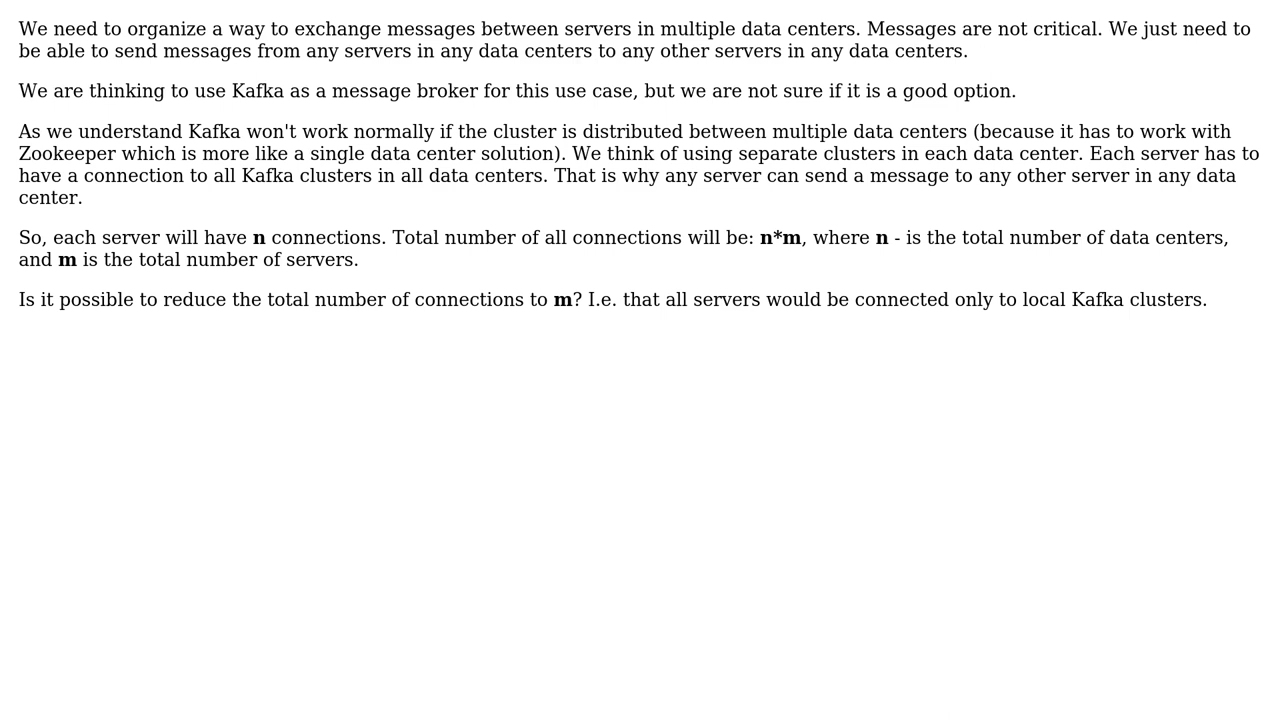 We need to organize a way to exchange messages between servers in multiple data centers. Messages are not critical. We just need to
be able to send messages from any servers in any data centers to any other servers in any data centers.
We are thinking to use Kafka as a message broker for this use case, but we are not sure if it is a good option.
As we understand Kafka won't work normally if the cluster is distributed between multiple data centers (because it has to work with
Zookeeper which is more like a single data center solution). We think of using separate clusters in each data center. Each server has to
have a connection to all Kafka clusters in all data centers. That is why any server can send a message to any other server in any data
center.
So, each server will have n connections. Total number of all connections will be: n*m, where n - is the total number of data centers,
and m is the total number of servers.
Is it possible to reduce the total number of connections to m? I.e. that all servers would be connected only to local Kafka clusters.